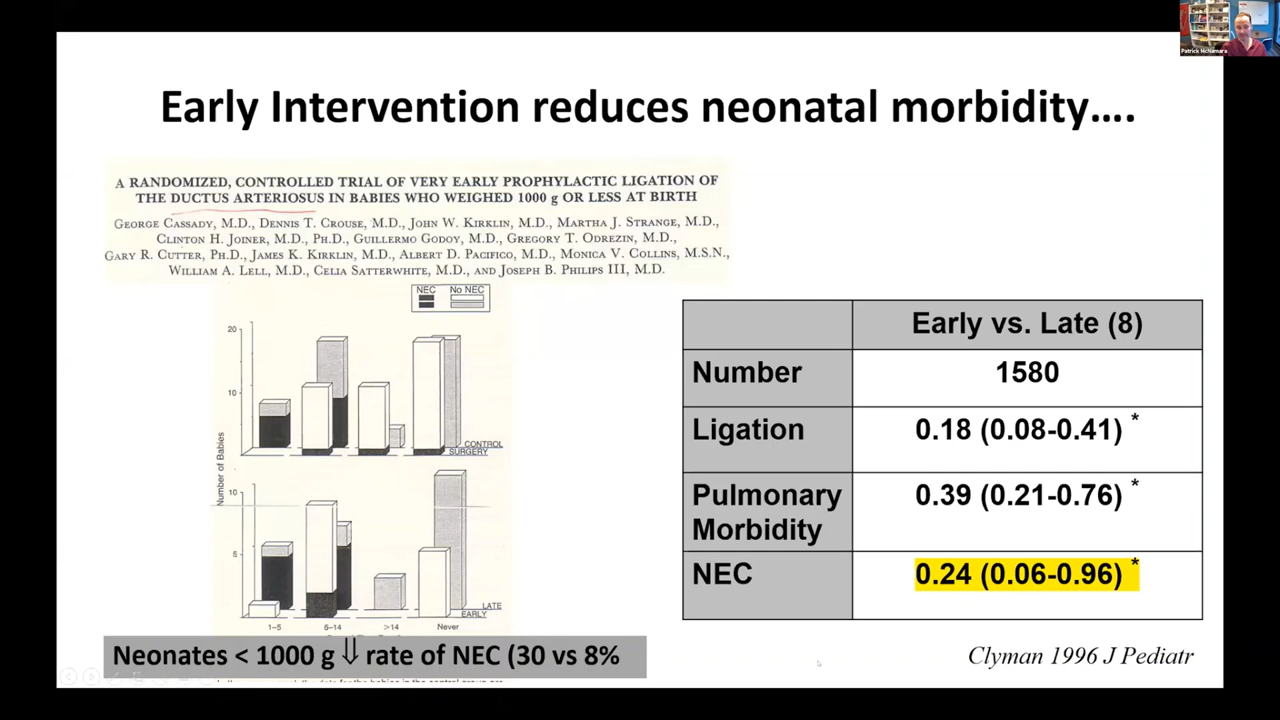 Patrick McNamara
Early Intervention reduces neonatal morbidity....
A RANDOMIZED, CONTROLLED TRIAL OF VERY EARLY PROPHYLACTIC LIGATION OF
THE DUCTUS ARTERIOSUS IN BABIES WHO WEIGHED 1000 g OR LESS AT BIRTH
GEORGE CASSADY, M.D., DENNIS T. CROUSE, M.D., JOHN W. KIRKLIN, M.D., MARTHA J. STRANGE, M.D.,
CLINTON H. JOINER, M.D., PH.D., GUILLERMO GODOY, M.D., GREGORY T. ODREZIN, M.D.,
GARY R. CUTTER, PH.D., JAMES K. KIRKLIN, M.D., ALBERT D. PACIFICO, M.D., MONICA V. COLLINS, M.S.N.,
WILLIAM A. LELL, M.D., CELIA SATTERWHITE, M.D., AND JOSEPH B. PHILIPS III, M.D.
NEC No NEC
20
10
CONTROL
SURGERY
Number of Babies
10
5
LATE
EARLY
1–5 6–14 >14 Never
Neonates < 1000 g ⇓ rate of NEC (30 vs 8%
Early vs. Late (8)
Number 1580
Ligation 0.18 (0.08-0.41) *
Pulmonary Morbidity 0.39 (0.21-0.76) *
NEC 0.24 (0.06-0.96) *
Clyman 1996 J Pediatr